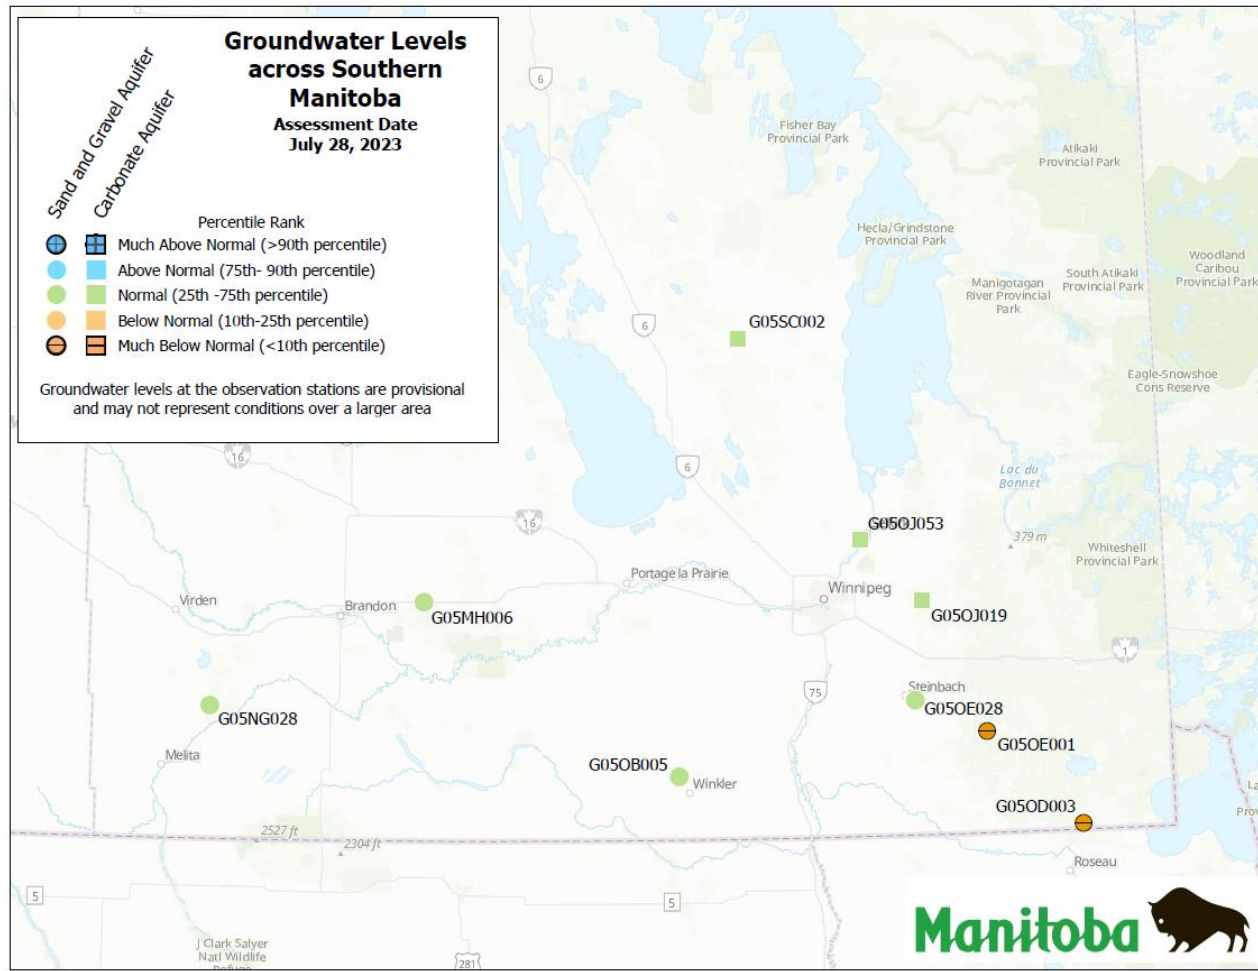 Groundwater Levels
across Southern
Manitoba
Assessment Date
July 28, 2023
Sand and Gravel Aquifer
Carbonate Aquifer
Percentile Rank
Much Above Normal (>90th percentile)
Above Normal (75th- 90th percentile)
Normal (25th -75th percentile)
Below Normal (10th-25th percentile)
Much Below Normal (<10th percentile)
Groundwater levels at the observation stations are provisional
and may not represent conditions over a larger area
6
Fisher Bay
Provincial Park
Atikaki
Provincial Park
Hecla/Grindstone
Provincial Park
Woodland
Caribou
Provincial Park
South Atikaki
Provincial Park
Manigotagan
River Provincial
Park
6
G05SC002
Eagle-Snowshoe
Cons Reserve
16
6
Lac du
Bonnet
16
G05OJ053
379 m
Whiteshell
Provincial Park
Portage la Prairie
Virden
Brandon
Winnipeg
G05MH006
G05OJ019
1
75
Steinbach
G05NG028
G05OE028
G05OE001
Melita
G05OB005
Winkler
G05OD003
2527 ft
2304 ft
Roseau
5
5
J Clark Salyer
Natl Wildlife
Refuge
281
Manitoba